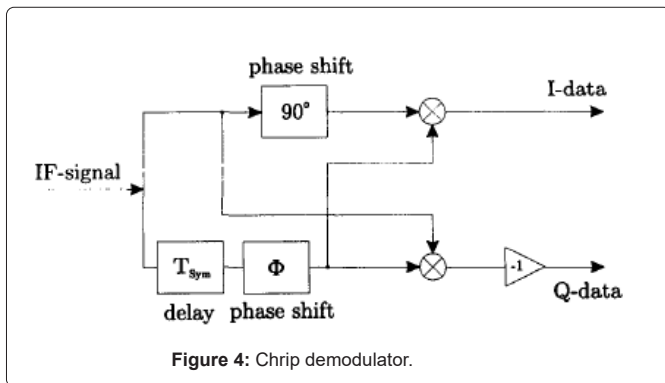 phase shift
90°
I-data
IF-signal
T_Sym
Φ
-1
delay
phase shift
Q-data
Figure 4: Chrip demodulator.